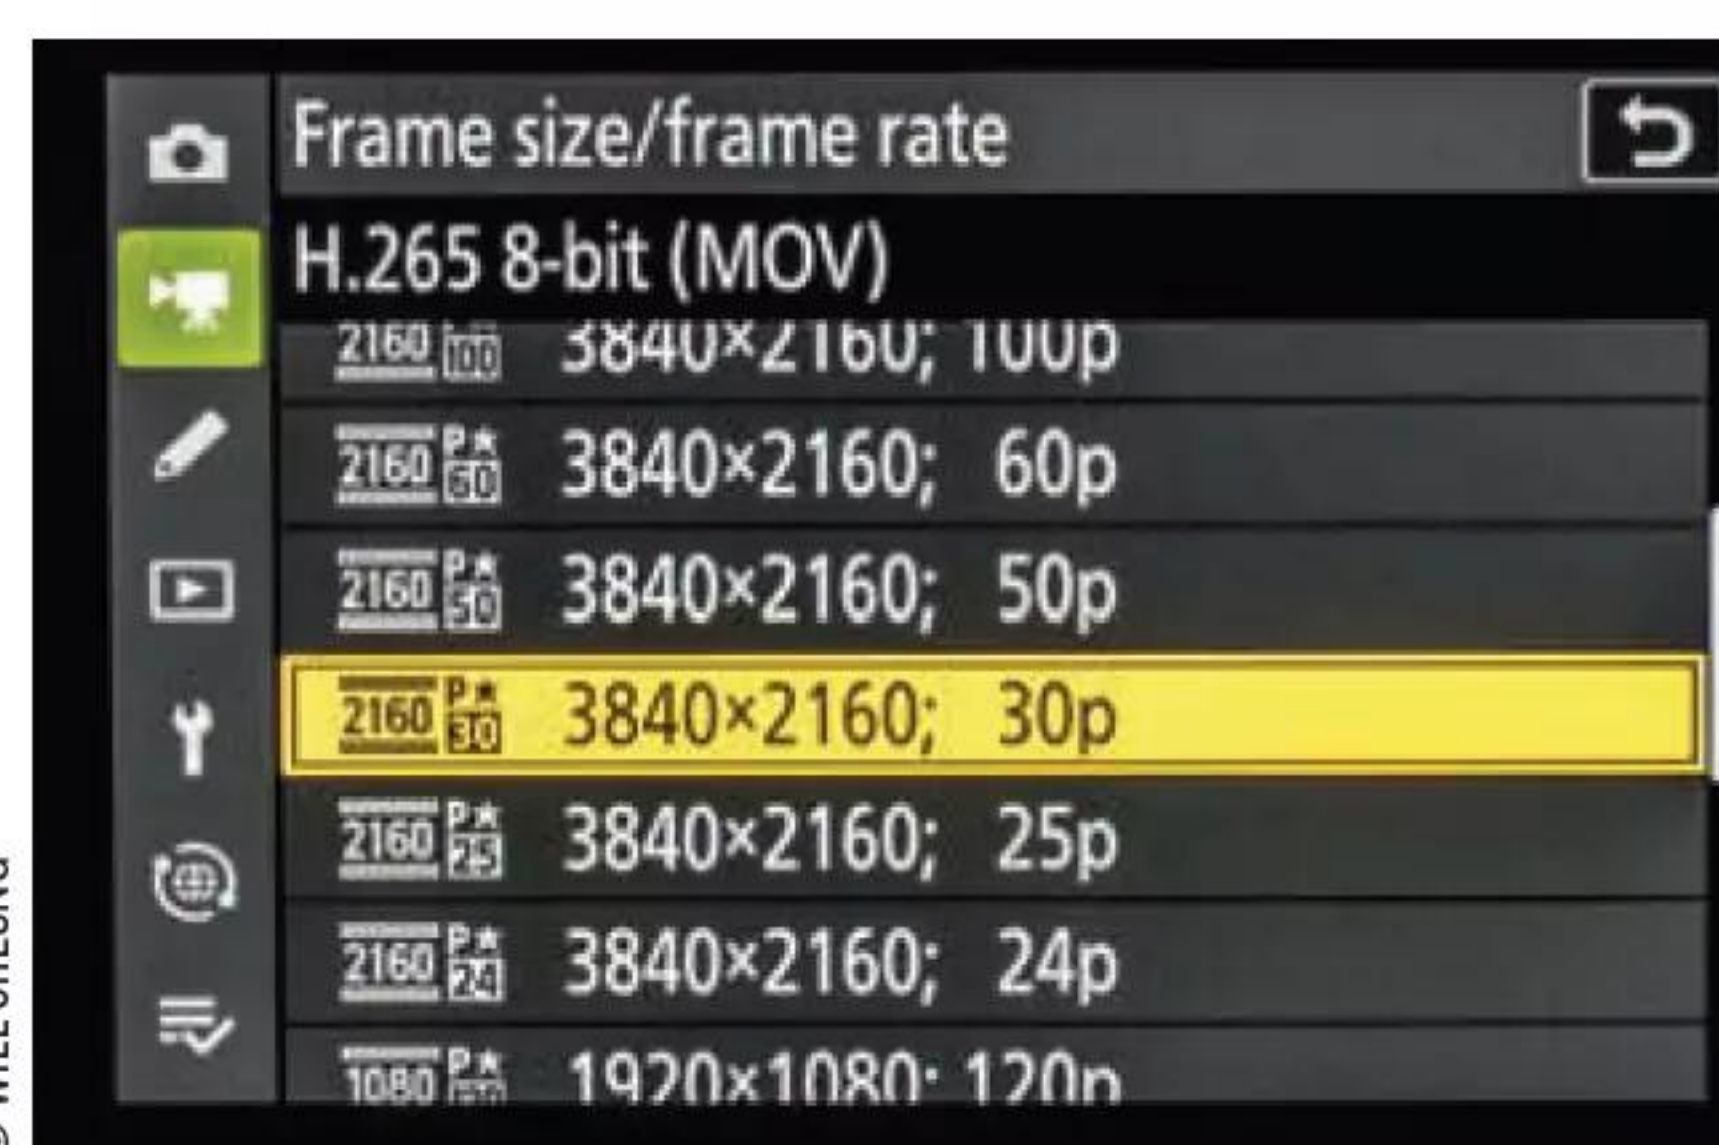 Frame size/frame rate
H.265 8-bit (MOV)
2160 100 3840×2160; 100p
2160 P★ 60 3840×2160; 60p
2160 P★ 50 3840×2160; 50p
2160 P★ 30 3840×2160; 30p
2160 P★ 25 3840×2160; 25p
2160 P★ 24 3840×2160; 24p
1080 P★ 1920×1080; 120p